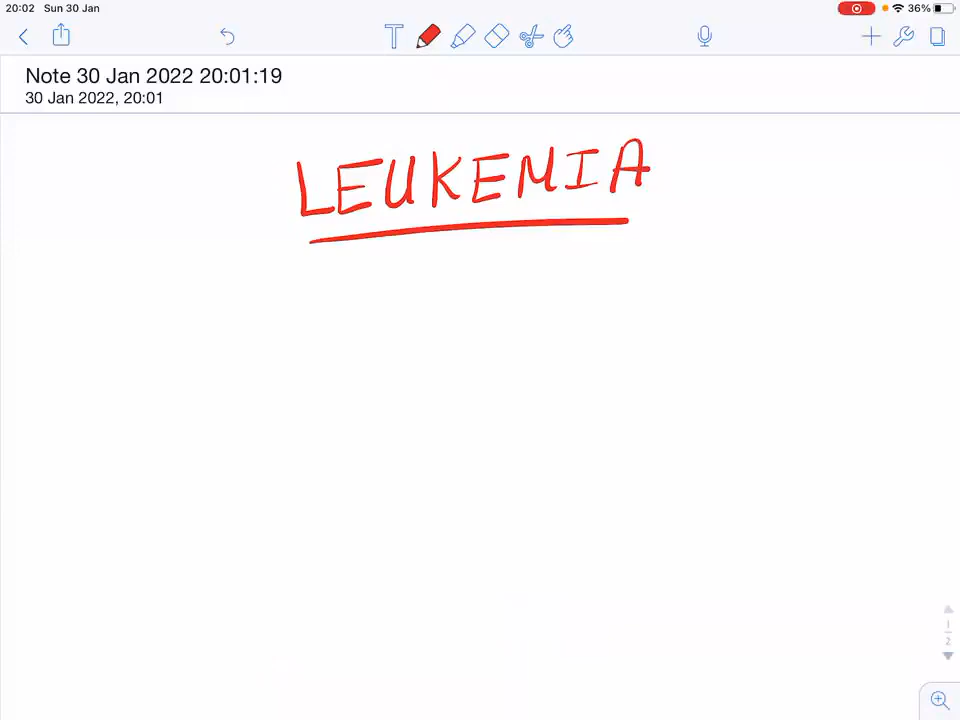 20:02 Sun 30 Jan 36%
T
Note 30 Jan 2022 20:01:19
30 Jan 2022, 20:01
LEUKEMIA
1
2